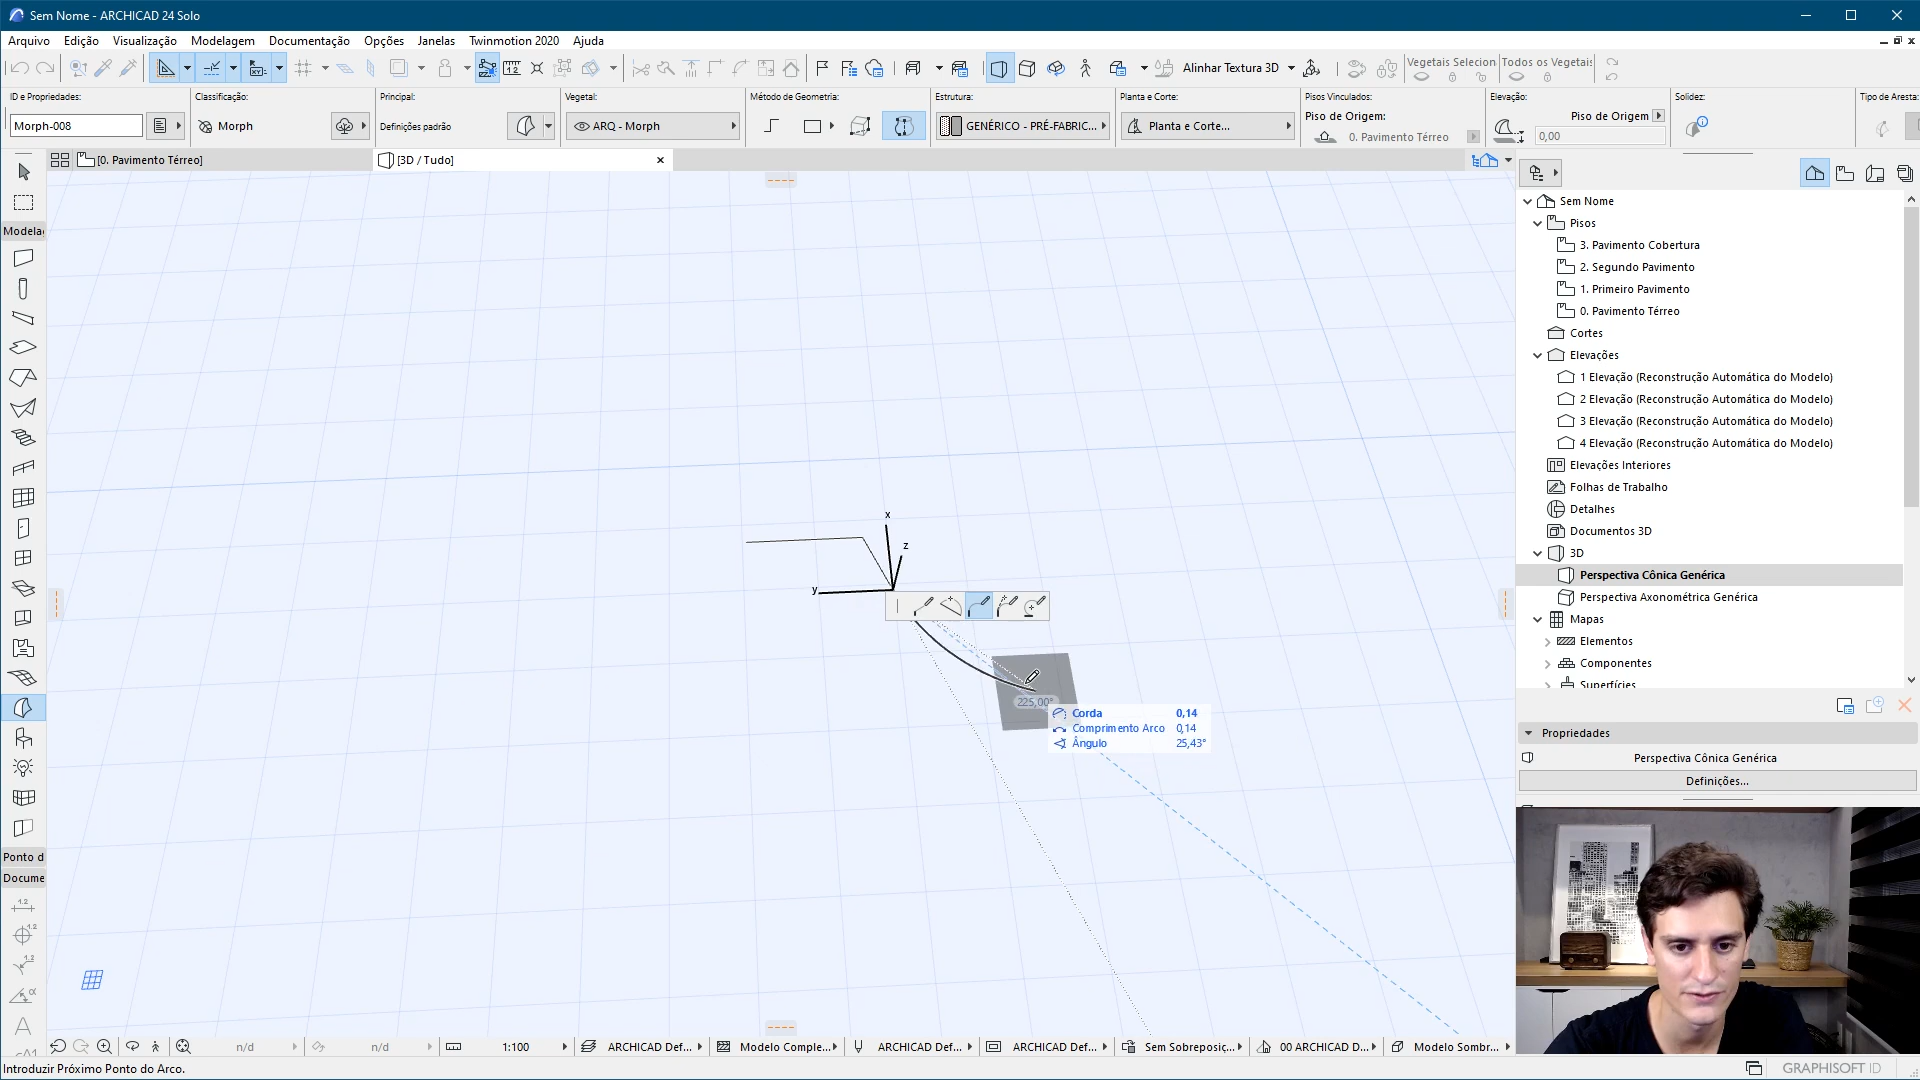 Sem Nome - ARCHICAD 24 Solo
Arquivo Edição Visualização Modelagem Documentação Opções Janelas Twinmotion 2020 Ajuda
Alinhar Textura 3D
Vegetais Selecion
Todos os Vegetais
ID e Propriedades:
Classificação:
Principal:
Vegetal:
Método de Geometria:
Estrutura:
Planta e Corte:
Pisos Vinculados:
Elevação:
Solidez:
Tipo de Aresta:
Morph-008
Morph
Definições padrão
ARQ - Morph
GENÉRICO - PRÉ-FABRIC...
Planta e Corte...
Piso de Origem:
0. Pavimento Térreo
Piso de Origem
0,00
[0. Pavimento Térreo]
[3D / Tudo]
Modela
Ponto d
Docume
x
z
y
225,00°
Corda 0,14
Comprimento Arco 0,14
Ângulo 25,43°
Sem Nome
Pisos
3. Pavimento Cobertura
2. Segundo Pavimento
1. Primeiro Pavimento
0. Pavimento Térreo
Cortes
Elevações
1 Elevação (Reconstrução Automática do Modelo)
2 Elevação (Reconstrução Automática do Modelo)
3 Elevação (Reconstrução Automática do Modelo)
4 Elevação (Reconstrução Automática do Modelo)
Elevações Interiores
Folhas de Trabalho
Detalhes
Documentos 3D
3D
Perspectiva Cônica Genérica
Perspectiva Axonométrica Genérica
Mapas
Elementos
Componentes
Superfícies
Propriedades
Perspectiva Cônica Genérica
Definições...
n/d
n/d
1:100
ARCHICAD Def...
Modelo Comple...
ARCHICAD Def...
ARCHICAD Def...
Sem Sobreposiç...
00 ARCHICAD D...
Modelo Sombr...
Introduzir Próximo Ponto do Arco.
GRAPHISOFT ID